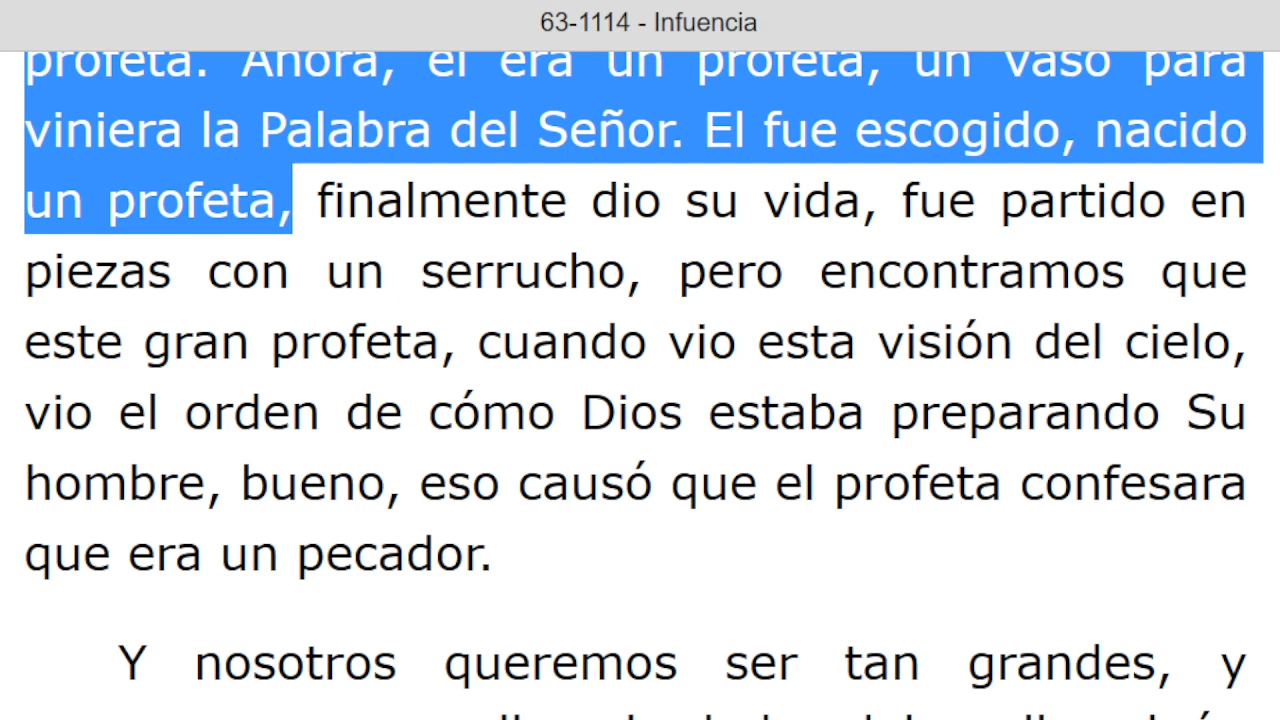 63-1114 - Infuencia
profeta. Ahora, él era un profeta, un vaso para
viniera la Palabra del Señor. El fue escogido, nacido
un profeta, finalmente dio su vida, fue partido en
piezas con un serrucho, pero encontramos que
este gran profeta, cuando vio esta visión del cielo,
vio el orden de cómo Dios estaba preparando Su
hombre, bueno, eso causó que el profeta confesara
que era un pecador.
Y nosotros queremos ser tan grandes, y